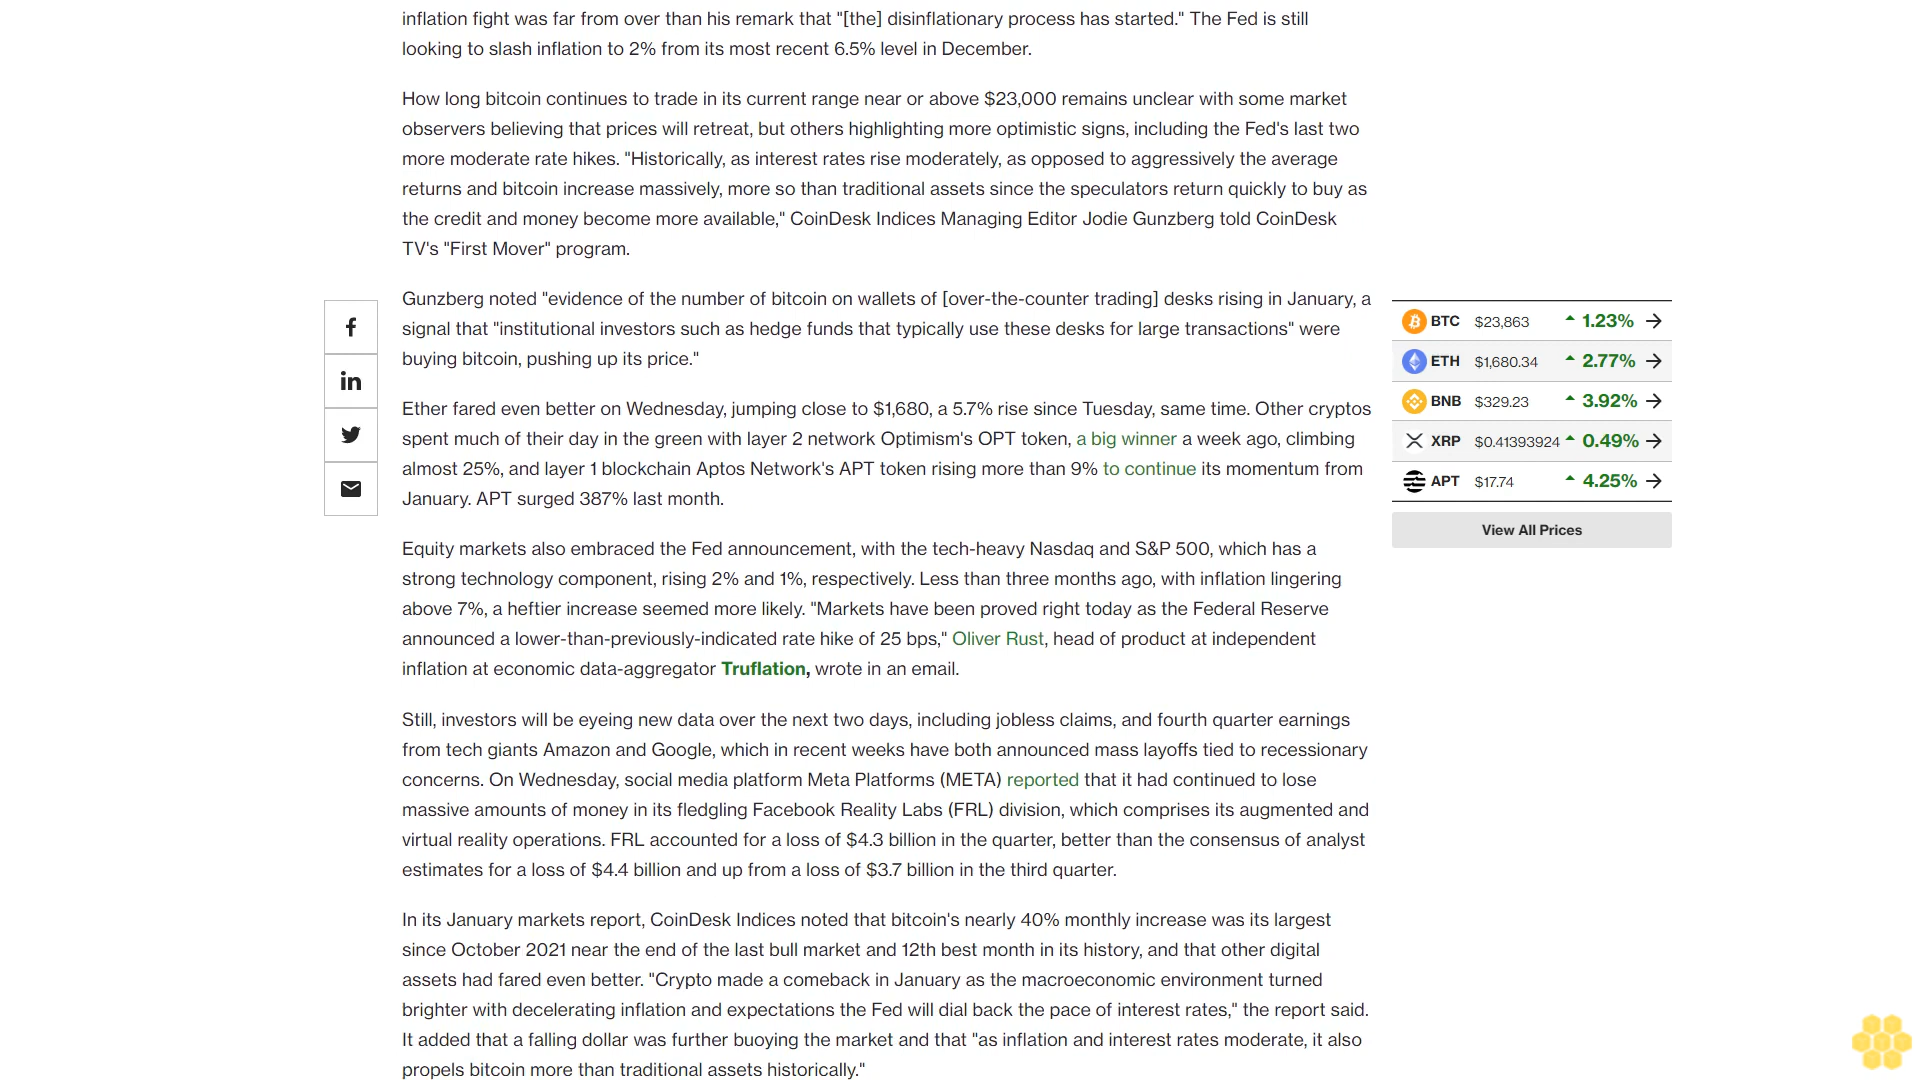 inflation fight was far from over than his remark that "[the] disinflationary process has started." The Fed is still
looking to slash inflation to 2% from its most recent 6.5% level in December.
How long bitcoin continues to trade in its current range near or above $23,000 remains unclear with some market
observers believing that prices will retreat, but others highlighting more optimistic signs, including the Fed's last two
more moderate rate hikes. "Historically, as interest rates rise moderately, as opposed to aggressively the average
returns and bitcoin increase massively, more so than traditional assets since the speculators return quickly to buy as
the credit and money become more available," CoinDesk Indices Managing Editor Jodie Gunzberg told CoinDesk
TV's "First Mover" program.
Gunzberg noted "evidence of the number of bitcoin on wallets of [over-the-counter trading] desks rising in January, a
signal that "institutional investors such as hedge funds that typically use these desks for large transactions" were
buying bitcoin, pushing up its price."
Ether fared even better on Wednesday, jumping close to $1,680, a 5.7% rise since Tuesday, same time. Other cryptos
spent much of their day in the green with layer 2 network Optimism's OPT token, a big winner a week ago, climbing
almost 25%, and layer 1 blockchain Aptos Network's APT token rising more than 9% to continue its momentum from
January. APT surged 387% last month.
Equity markets also embraced the Fed announcement, with the tech-heavy Nasdaq and S&P 500, which has a
strong technology component, rising 2% and 1%, respectively. Less than three months ago, with inflation lingering
above 7%, a heftier increase seemed more likely. "Markets have been proved right today as the Federal Reserve
announced a lower-than-previously-indicated rate hike of 25 bps," Oliver Rust, head of product at independent
inflation at economic data-aggregator Truflation, wrote in an email.
Still, investors will be eyeing new data over the next two days, including jobless claims, and fourth quarter earnings
from tech giants Amazon and Google, which in recent weeks have both announced mass layoffs tied to recessionary
concerns. On Wednesday, social media platform Meta Platforms (META) reported that it had continued to lose
massive amounts of money in its fledgling Facebook Reality Labs (FRL) division, which comprises its augmented and
virtual reality operations. FRL accounted for a loss of $4.3 billion in the quarter, better than the consensus of analyst
estimates for a loss of $4.4 billion and up from a loss of $3.7 billion in the third quarter.
In its January markets report, CoinDesk Indices noted that bitcoin's nearly 40% monthly increase was its largest
since October 2021 near the end of the last bull market and 12th best month in its history, and that other digital
assets had fared even better. "Crypto made a comeback in January as the macroeconomic environment turned
brighter with decelerating inflation and expectations the Fed will dial back the pace of interest rates," the report said.
It added that a falling dollar was further buoying the market and that "as inflation and interest rates moderate, it also
propels bitcoin more than traditional assets historically."
BTC $23,863 1.23%
ETH $1,680.34 2.77%
BNB $329.23 3.92%
XRP $0.41393924 0.49%
APT $17.74 4.25%
View All Prices